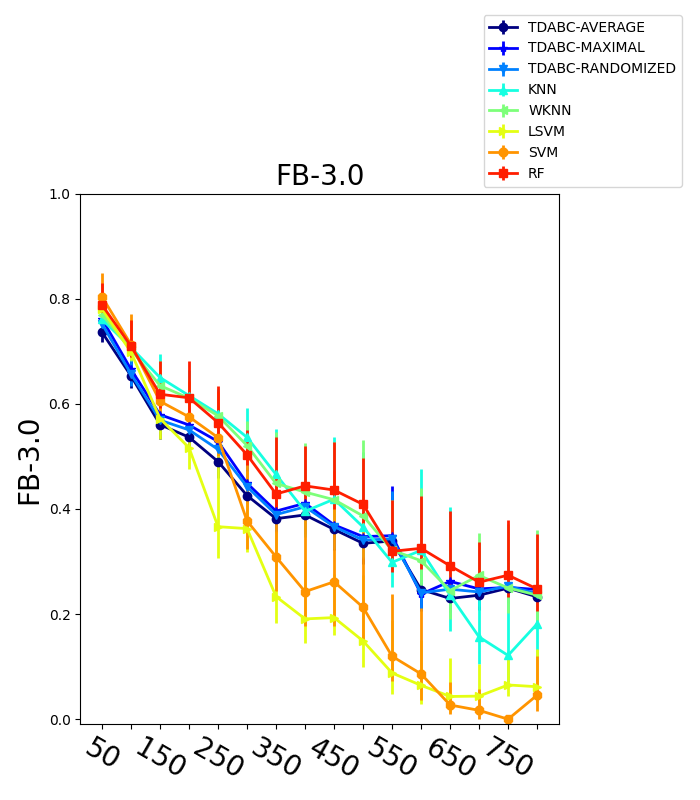 TDABC-AVERAGE
TDABC-MAXIMAL
TDABC-RANDOMIZED
KNN
WKNN
LSVM
SVM
RF
FB-3.0
1.0
0.8
0.6
0.4
0.2
0.0
FB-3.0
50
150
250
350
450
550
650
750